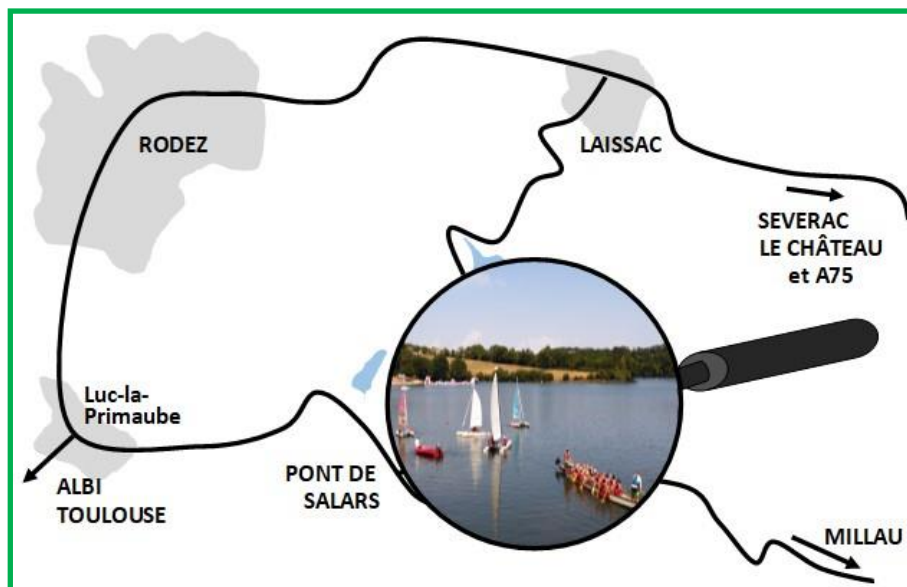 RODEZ
LAISSAC
SEVERAC
LE CHÂTEAU
et A75
Luc-la-
Primaube
PONT DE
SALARS
ALBI
TOULOUSE
MILLAU